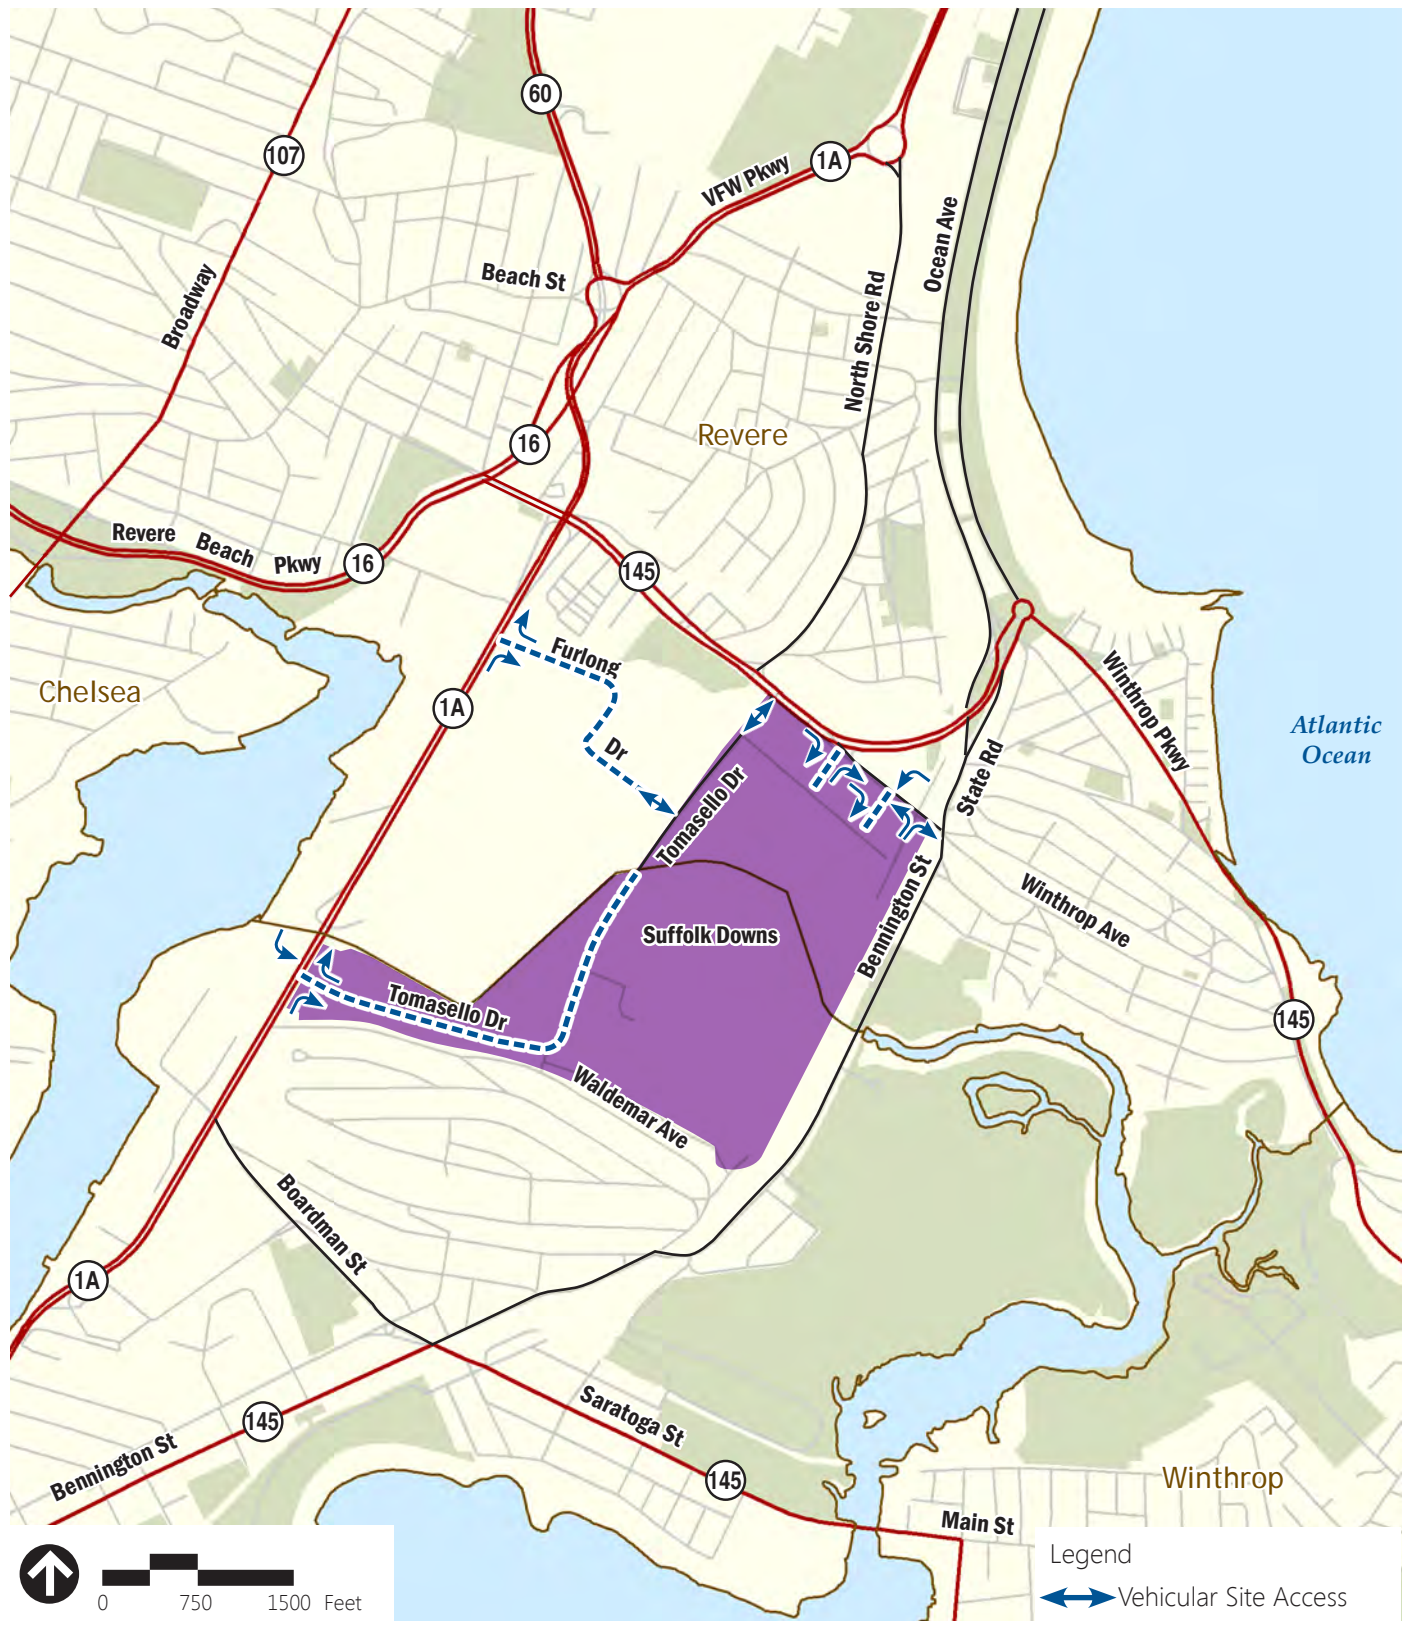 60
107
1A
VFW Pkwy
Ocean Ave
Beach St
Broadway
North Shore Rd
16
Revere
Revere Beach Pkwy
16
145
Furlong
Dr
Chelsea
1A
Winthrop Pkwy
Atlantic
Ocean
State Rd
Tomasello Dr
Bennington St
Winthrop Ave
Suffolk Downs
Tomasello Dr
145
Waldemar Ave
Boardman St
1A
145
Saratoga St
Bennington St
145
Winthrop
Main St
Legend
0 750 1500 Feet
Vehicular Site Access